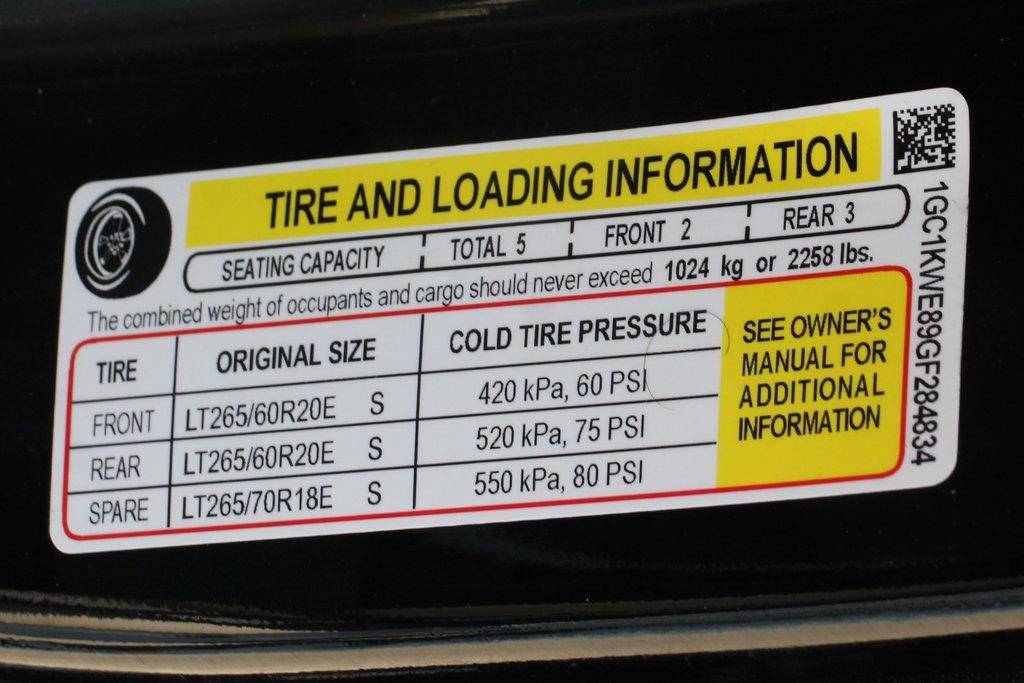 TIRE AND LOADING INFORMATION
SEATING CAPACITY TOTAL 5 FRONT 2 REAR 3
The combined weight of occupants and cargo should never exceed 1024 kg or 2258 lbs.
TIRE ORIGINAL SIZE COLD TIRE PRESSURE
FRONT LT265/60R20E S 420 kPa, 60 PSI
REAR LT265/60R20E S 520 kPa, 75 PSI
SPARE LT265/70R18E S 550 kPa, 80 PSI
SEE OWNER'S
MANUAL FOR
ADDITIONAL
INFORMATION
1GC1KWE89GF284834